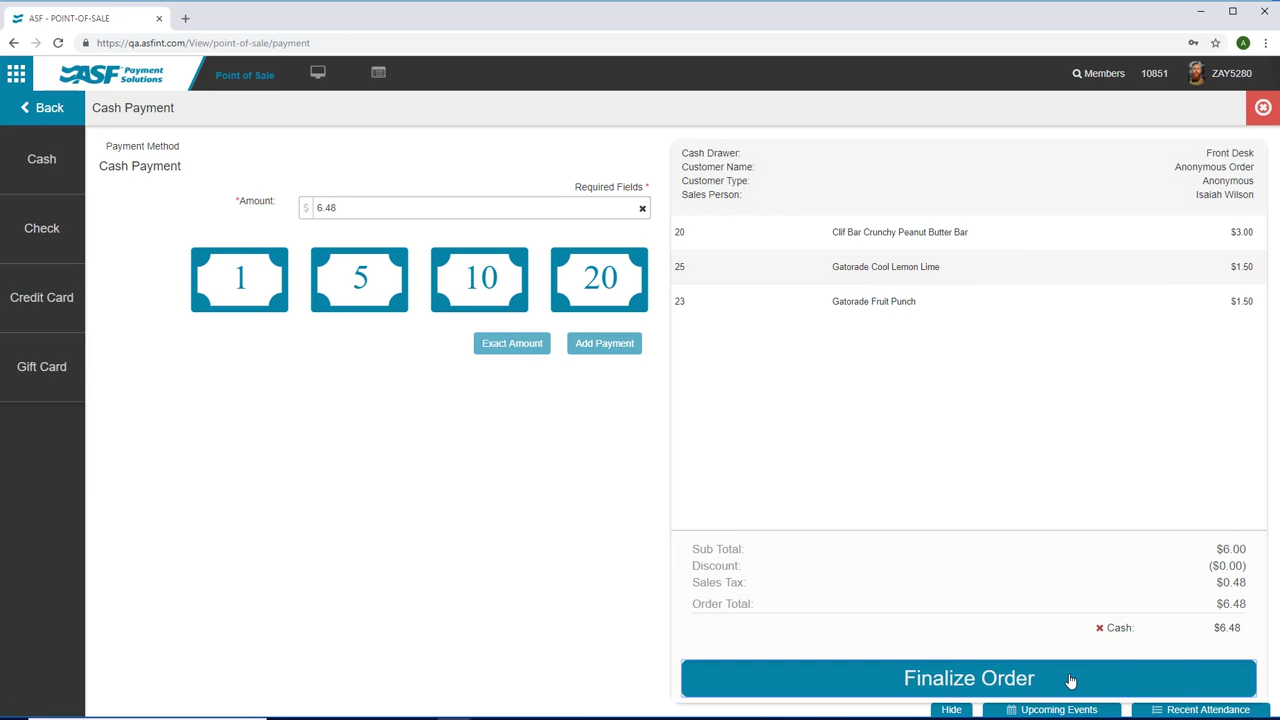 ASF - POINT-OF-SALE
https://qa.asfint.com/View/point-of-sale/payment
ASF Payment Solutions
Point of Sale
Members
10851
ZAY5280
Back
Cash Payment
Cash
Check
Credit Card
Gift Card
Payment Method
Cash Payment
Required Fields *
*Amount:
$ 6.48
1
5
10
20
Exact Amount
Add Payment
Cash Drawer: Front Desk
Customer Name: Anonymous Order
Customer Type: Anonymous
Sales Person: Isaiah Wilson
20 Clif Bar Crunchy Peanut Butter Bar $3.00
25 Gatorade Cool Lemon Lime $1.50
23 Gatorade Fruit Punch $1.50
Sub Total: $6.00
Discount: ($0.00)
Sales Tax: $0.48
Order Total: $6.48
Cash: $6.48
Finalize Order
Hide
Upcoming Events
Recent Attendance
A